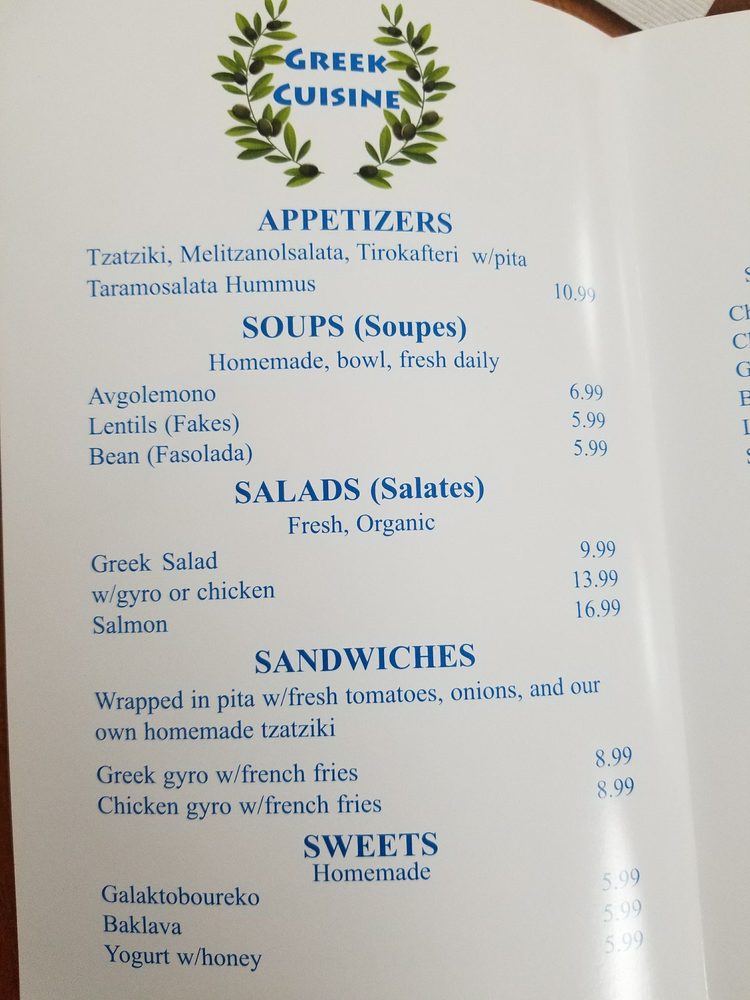 GREEK
CUISINE
APPETIZERS
Tzatziki, Melitzanolsalata, Tirokafteri w/pita
Taramosalata Hummus 10.99
SOUPS (Soupes)
Homemade, bowl, fresh daily
Avgolemono 6.99
Lentils (Fakes) 5.99
Bean (Fasolada) 5.99
SALADS (Salates)
Fresh, Organic
Greek Salad 9.99
w/gyro or chicken 13.99
Salmon 16.99
SANDWICHES
Wrapped in pita w/fresh tomatoes, onions, and our
own homemade tzatziki
Greek gyro w/french fries 8.99
Chicken gyro w/french fries 8.99
SWEETS
Homemade
Galaktoboureko 5.99
Baklava 5.99
Yogurt w/honey 5.99